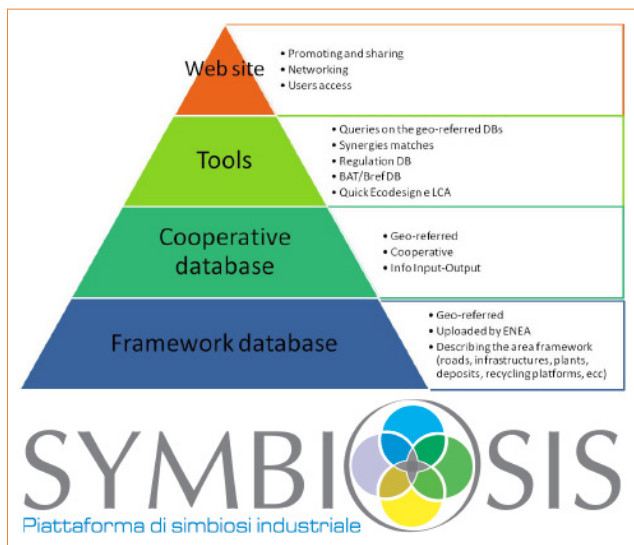 Web site
• Promoting and sharing
• Networking
• Users access
Tools
• Queries on the geo-referred DBs
• Synergies matches
• Regulation DB
• BAT/Bref DB
• Quick Ecodesign e LCA
Cooperative
database
• Geo-referred
• Cooperative
• Info Input-Output
Framework database
• Geo-referred
• Uploaded by ENEA
• Describing the area framework
(roads, infrastructures, plants,
deposits, recycling platforms, ecc)
SYMBIOSIS
Piattaforma di simbiosi industriale